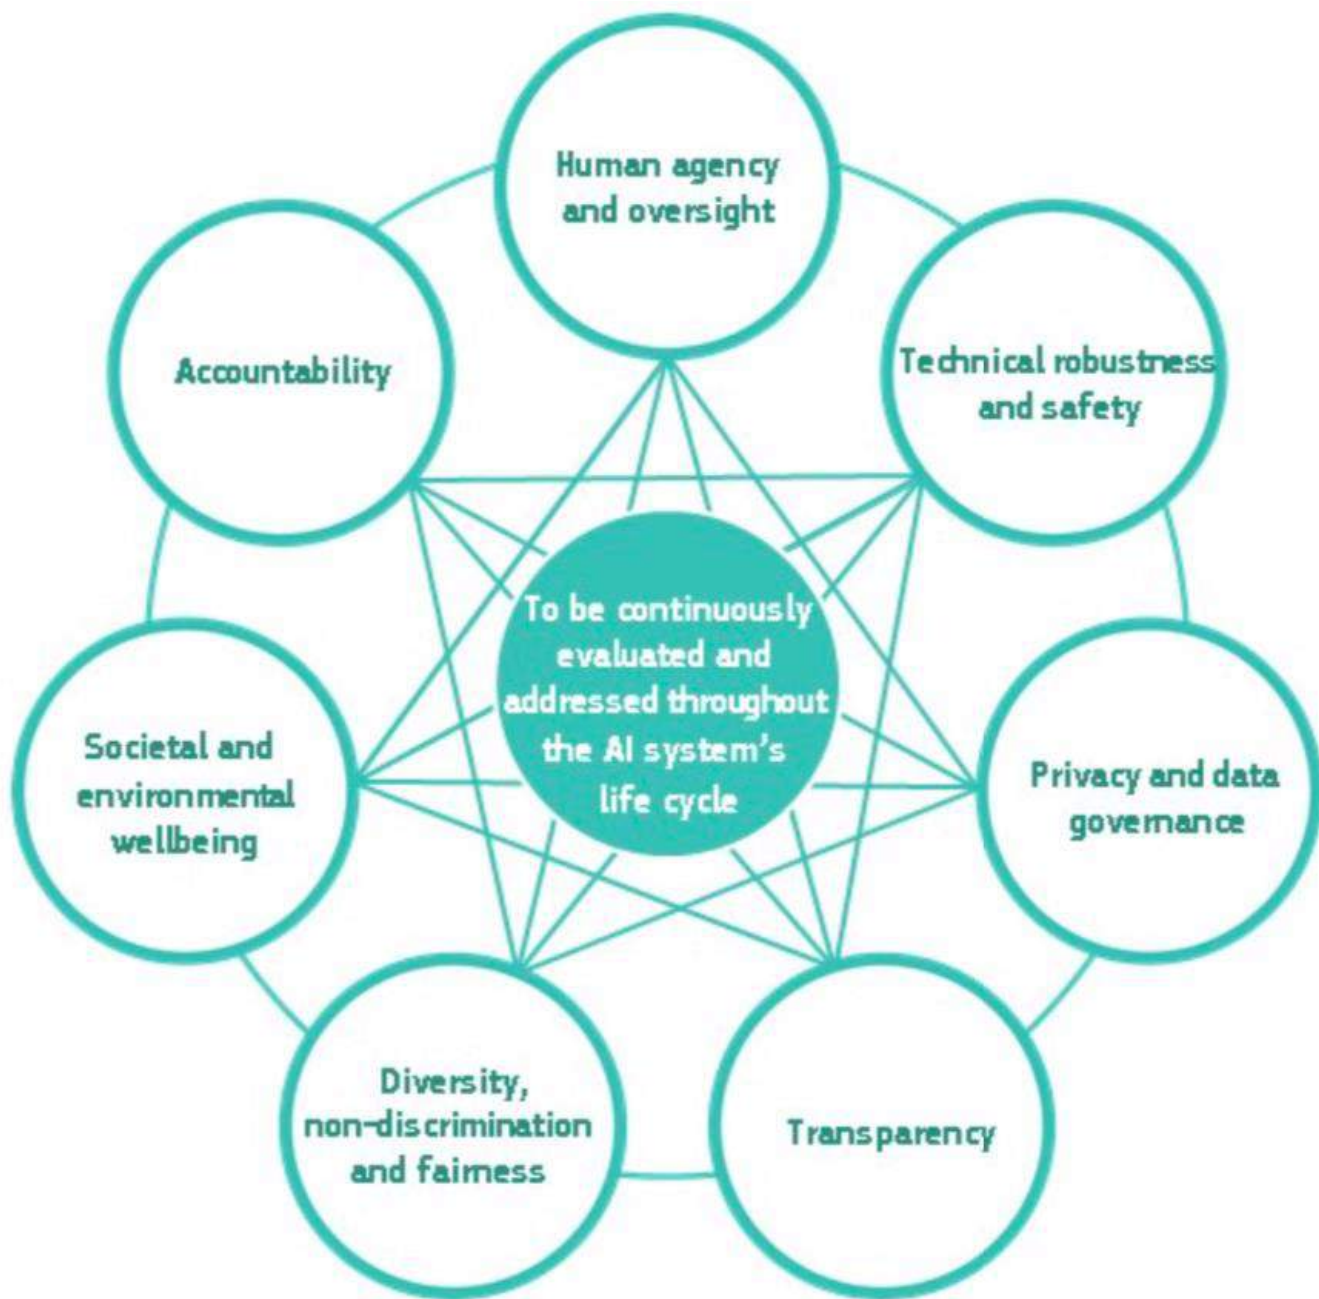 Human agency
and oversight
Technical robustness
and safety
Privacy and data
governance
Transparency
Diversity,
non-discrimination
and fairness
Societal and
environmental
wellbeing
Accountability
To be continuously
evaluated and
addressed throughout
the AI system's
life cycle